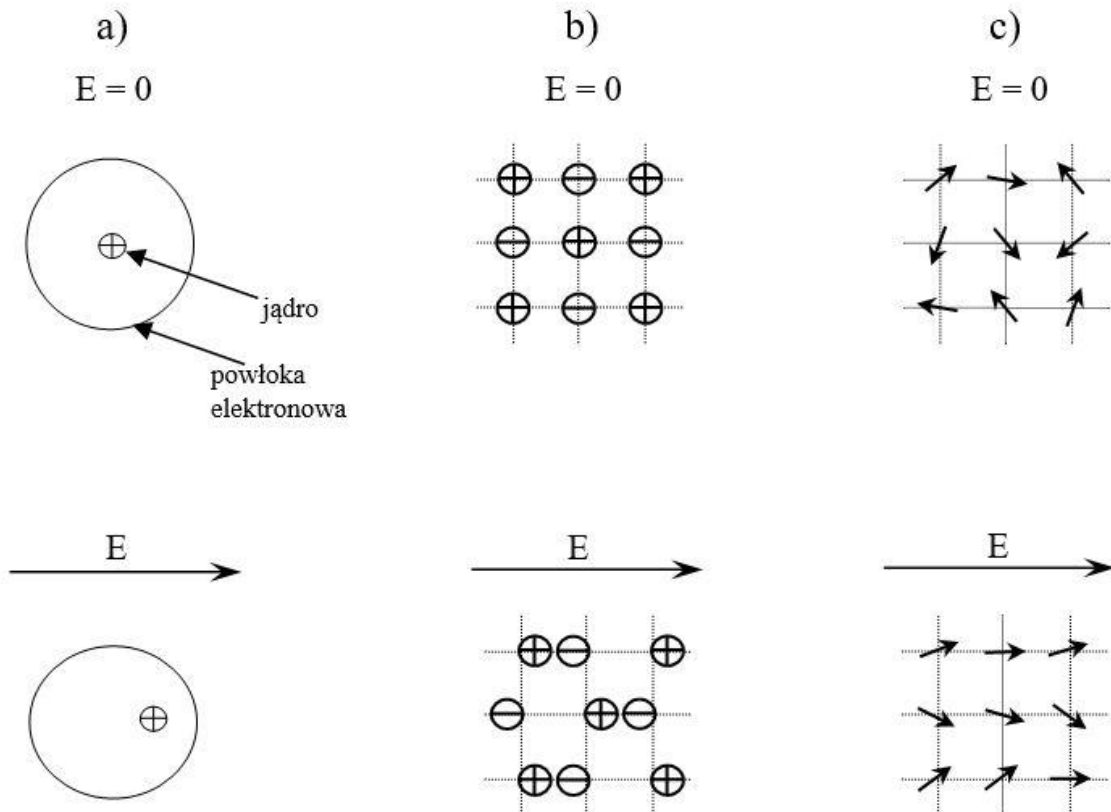 a)
b)
c)
E = 0
E = 0
E = 0
jądro
powłoka
elektronowa
E
E
E